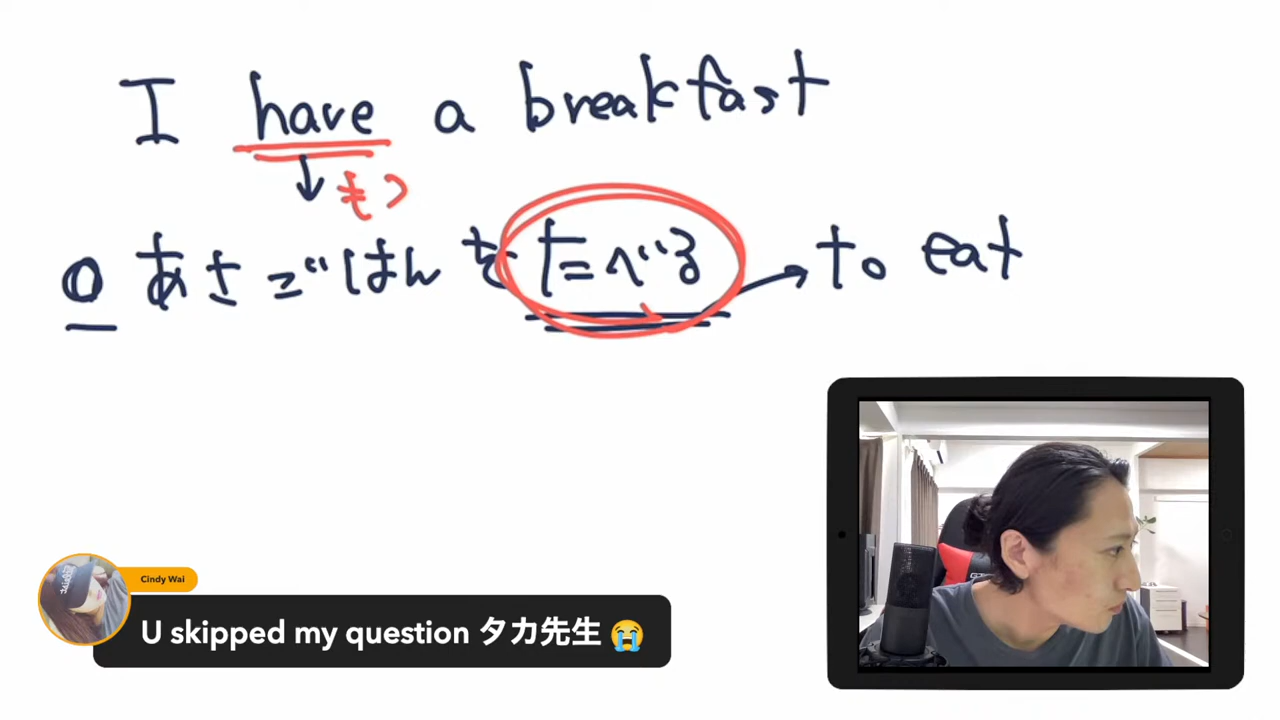 I have a breakfast
もつ
O あさごはんをたべる to eat
Cindy Wai
U skipped my question タカ先生 😭